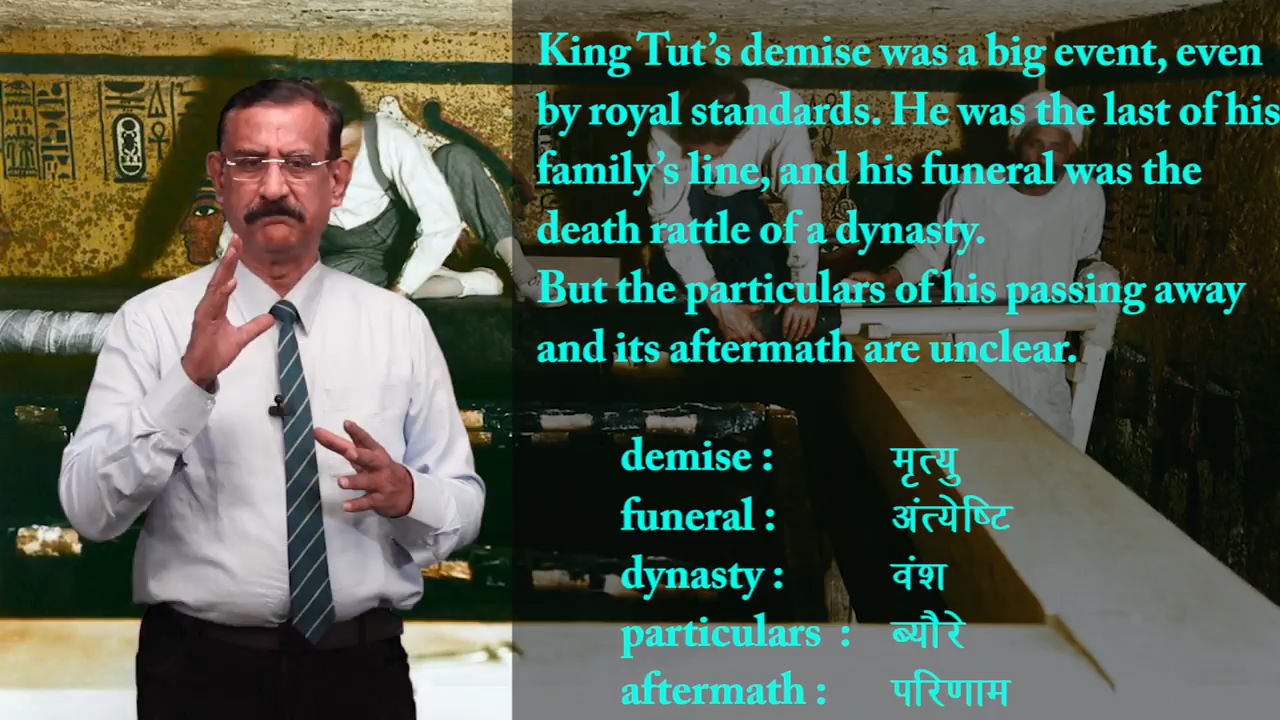 King Tut’s demise was a big event, even
by royal standards. He was the last of his
family’s line, and his funeral was the
death rattle of a dynasty.
But the particulars of his passing away
and its aftermath are unclear.
demise : मृत्यु
funeral : अंत्येष्टि
dynasty : वंश
particulars : ब्यौरे
aftermath : परिणाम